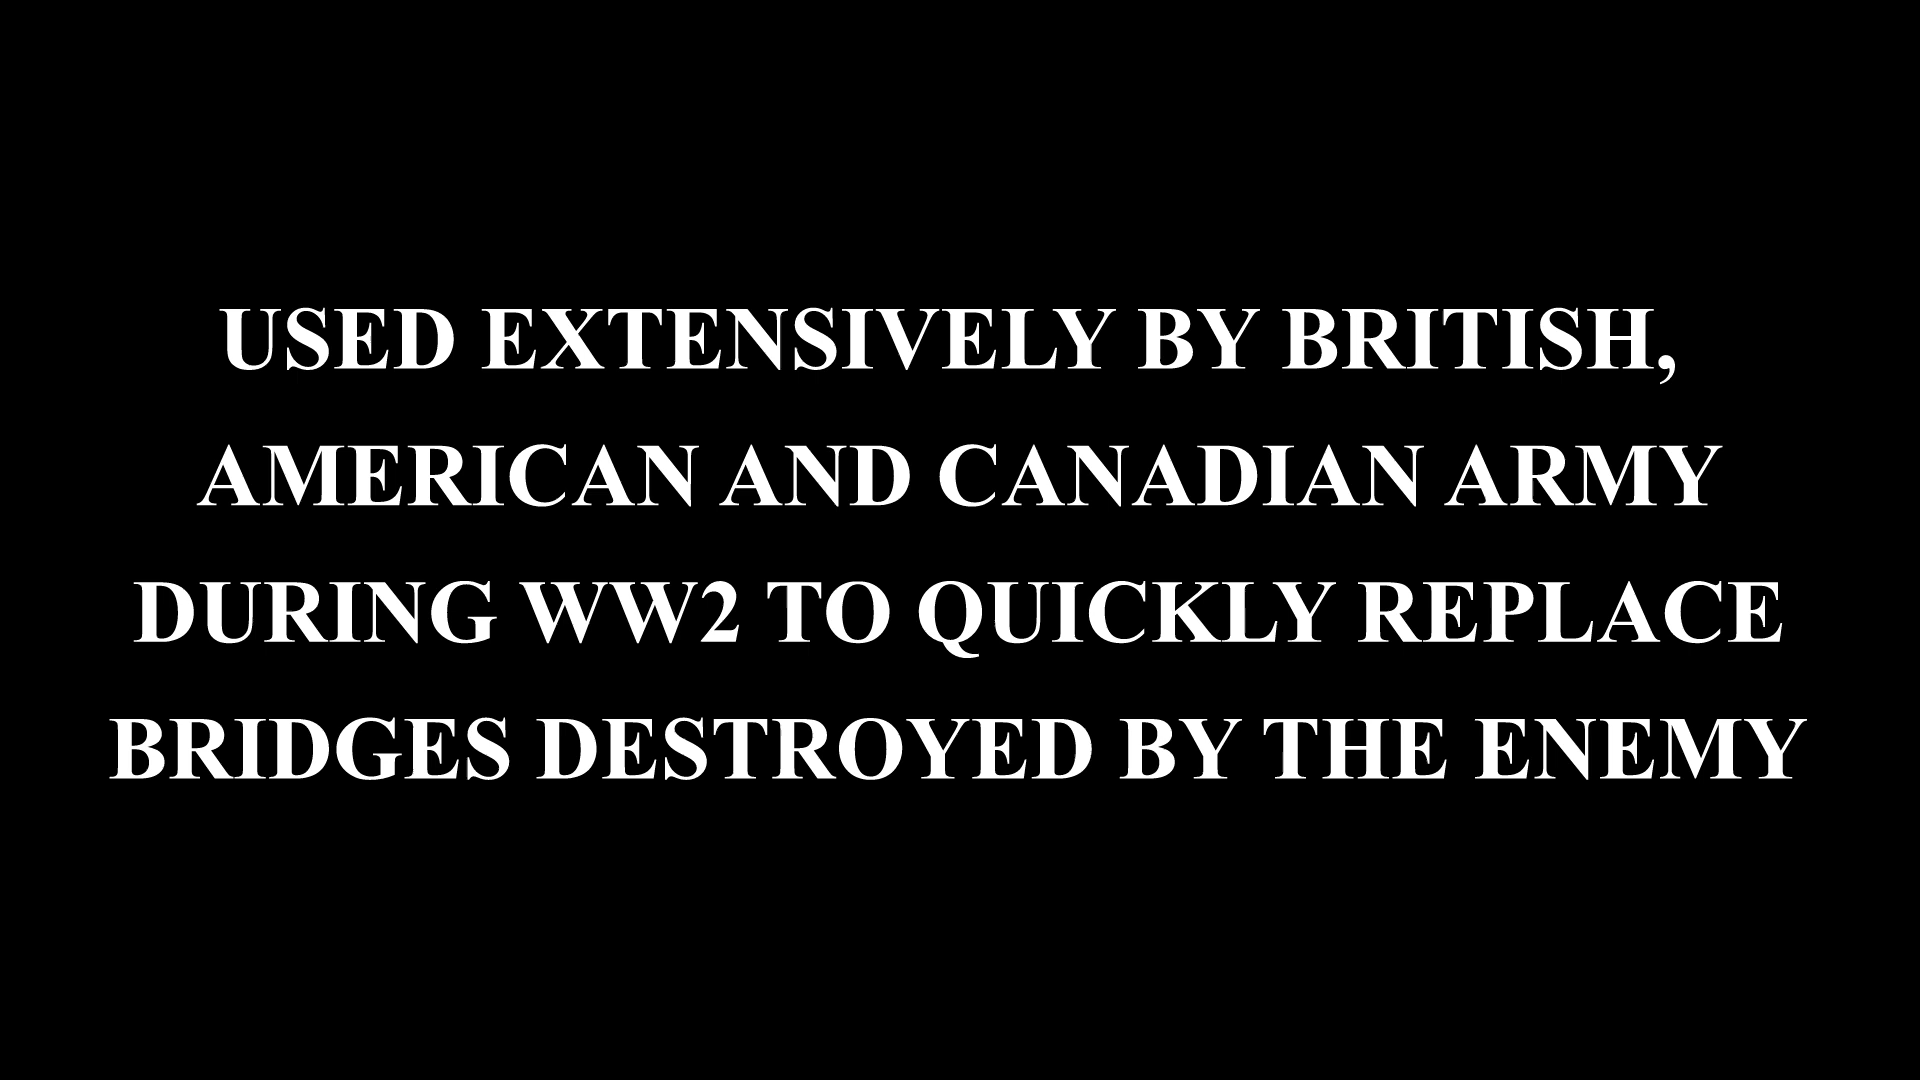 USED EXTENSIVELY BY BRITISH,
AMERICAN AND CANADIAN ARMY
DURING WW2 TO QUICKLY REPLACE
BRIDGES DESTROYED BY THE ENEMY